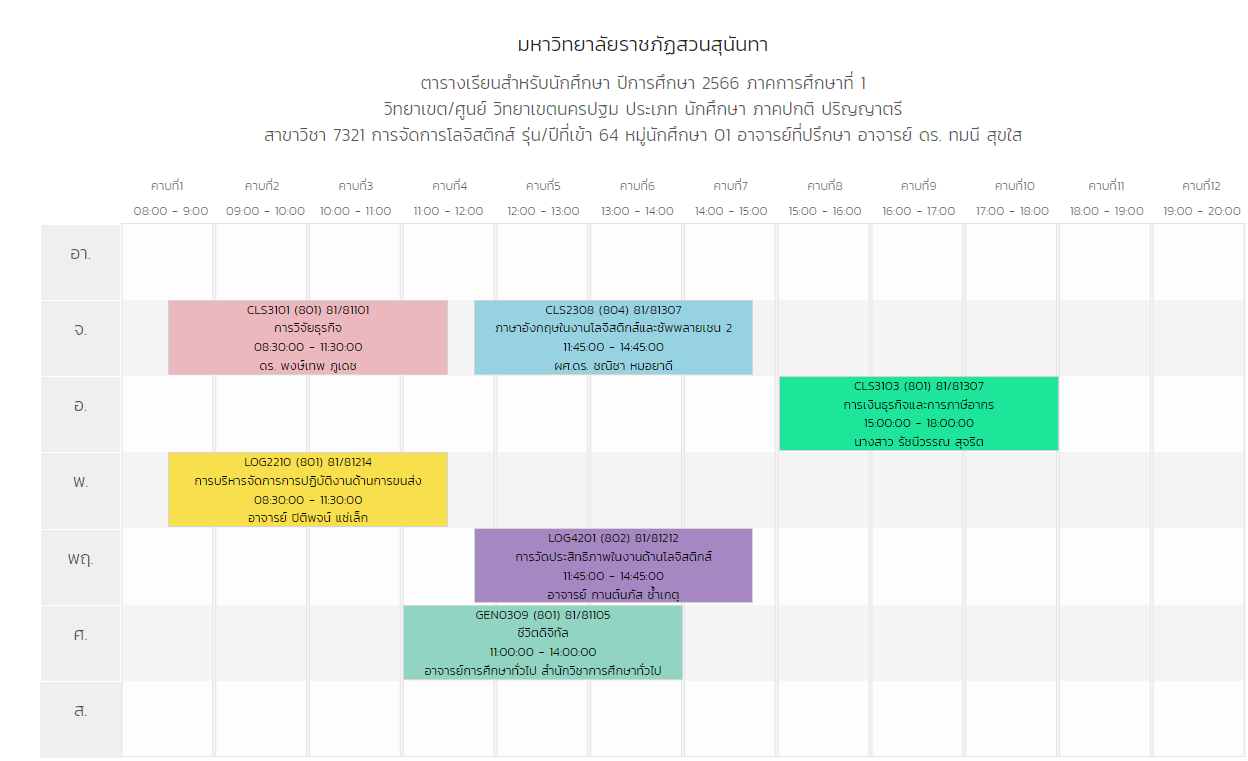 มหาวิทยาลัยราชภัฏสวนสุนันทา
ตารางเรียนสำหรับนักศึกษา ปีการศึกษา 2566 ภาคการศึกษาที่ 1
วิทยาเขต/ศูนย์ วิทยาเขตนครปฐม ประเภท นักศึกษา ภาคปกติ ปริญญาตรี
สาขาวิชา 7321 การจัดการโลจิสติกส์ รุ่น/ปีที่เข้า 64 หมู่นักศึกษา 01 อาจารย์ที่ปรึกษา อาจารย์ ดร. ทมนี สุขใส
คาบที่1 คาบที่2 คาบที่3 คาบที่4 คาบที่5 คาบที่6 คาบที่7 คาบที่8 คาบที่9 คาบที่10 คาบที่11 คาบที่12
08:00 - 9:00 09:00 - 10:00 10:00 - 11:00 11:00 - 12:00 12:00 - 13:00 13:00 - 14:00 14:00 - 15:00 15:00 - 16:00 16:00 - 17:00 17:00 - 18:00 18:00 - 19:00 19:00 - 20:00
อา.
จ.
CLS3101 (801) 81/81101
การวิจัยธุรกิจ
08:30:00 - 11:30:00
ดร. พงษ์เทพ ภูเดช
CLS2308 (804) 81/81307
ภาษาอังกฤษในงานโลจิสติกส์และซัพพลายเชน 2
11:45:00 - 14:45:00
ผศ.ดร. ชณิชา หมอยาดี
อ.
CLS3103 (801) 81/81307
การเงินธุรกิจและการภาษีอากร
15:00:00 - 18:00:00
นางสาว รัชนีวรรณ สุจริต
พ.
LOG2210 (801) 81/81214
การบริหารจัดการการปฏิบัติงานด้านการขนส่ง
08:30:00 - 11:30:00
อาจารย์ ปิติพจน์ แซ่เล็ก
พฤ.
LOG4201 (802) 81/81212
การวัดประสิทธิภาพในงานด้านโลจิสติกส์
11:45:00 - 14:45:00
อาจารย์ กานต์นภัส ช้ำเกตุ
ศ.
GEN0309 (801) 81/81105
ชีวิตดิจิทัล
11:00:00 - 14:00:00
อาจารย์การศึกษาทั่วไป สำนักวิชาการศึกษาทั่วไป
ส.